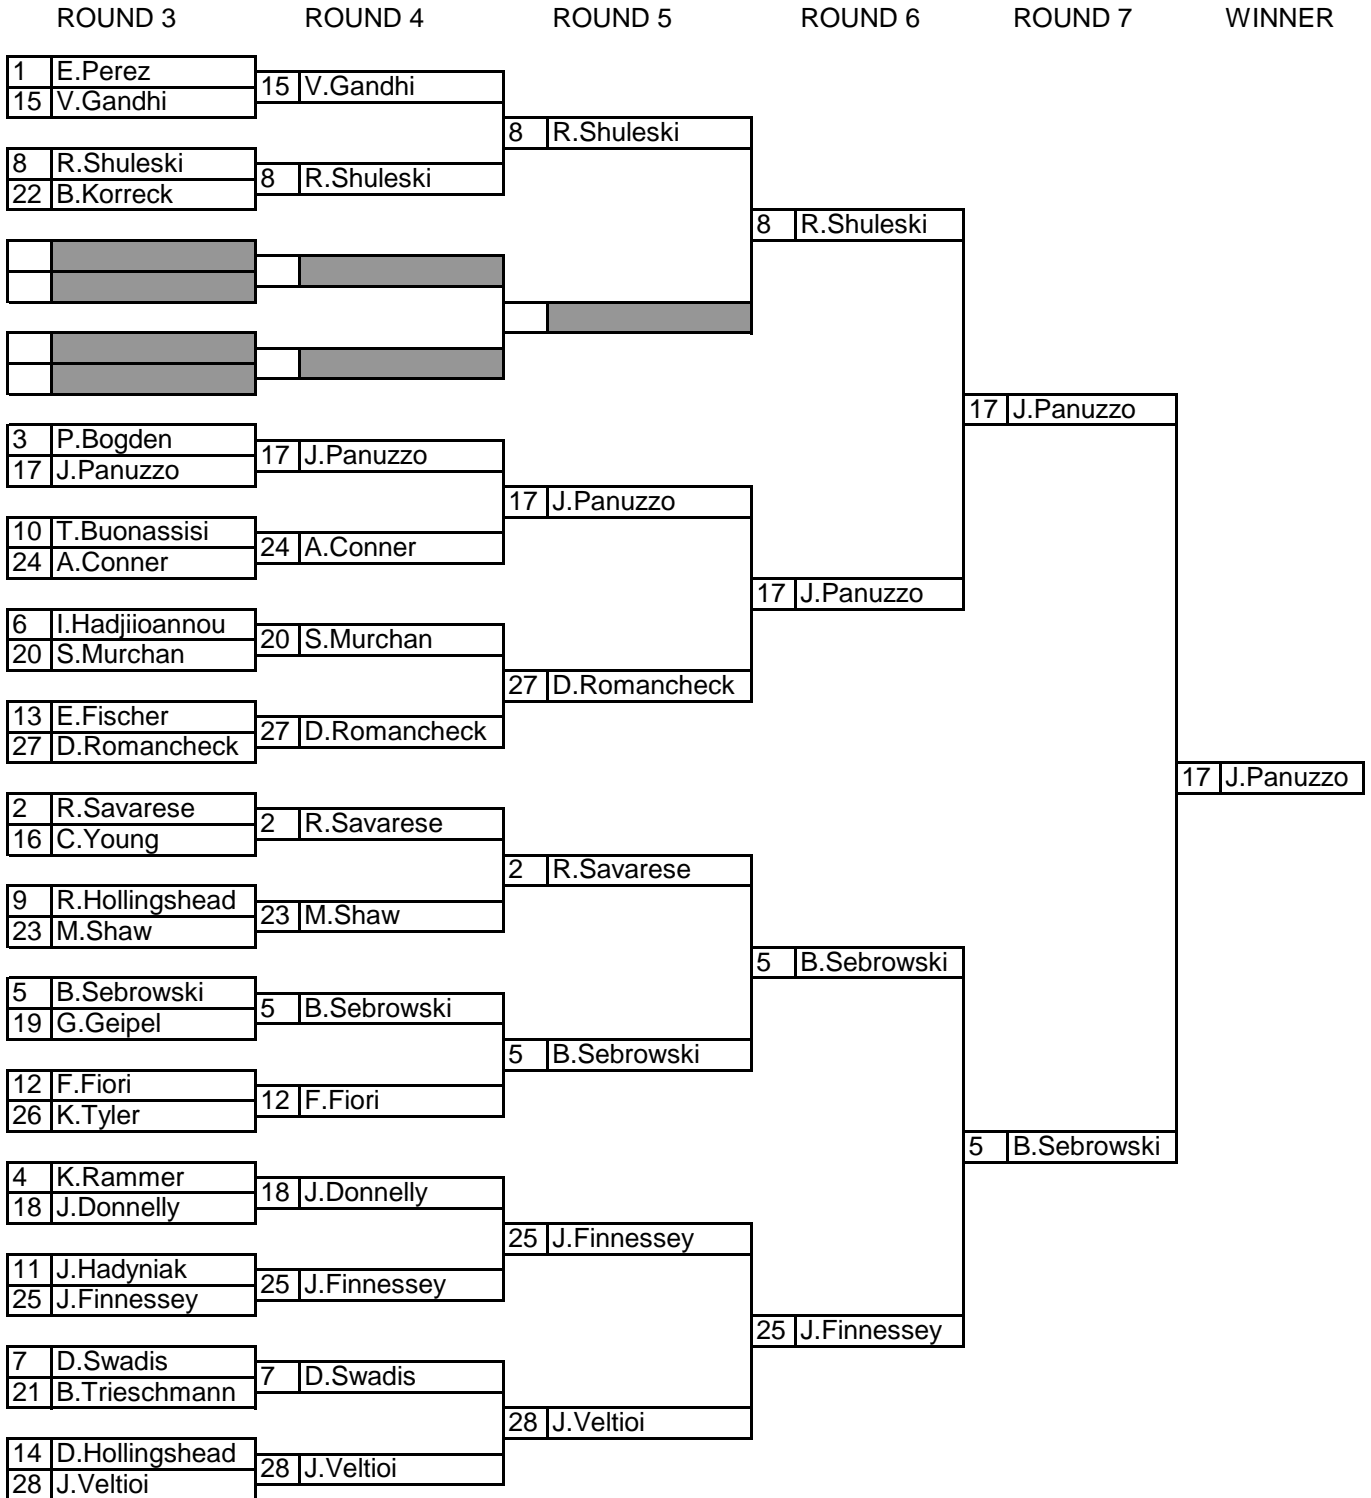 ROUND 3 ROUND 4 ROUND 5 ROUND 6 ROUND 7 WINNER
1 E.Perez
15 V.Gandhi
15 V.Gandhi
8 R.Shuleski
8 R.Shuleski
22 B.Korreck
8 R.Shuleski
8 R.Shuleski
17 J.Panuzzo
3 P.Bogden
17 J.Panuzzo
17 J.Panuzzo
17 J.Panuzzo
10 T.Buonassisi
24 A.Conner
24 A.Conner
17 J.Panuzzo
6 I.Hadjiioannou
20 S.Murchan
20 S.Murchan
27 D.Romancheck
13 E.Fischer
27 D.Romancheck
27 D.Romancheck
17 J.Panuzzo
2 R.Savarese
16 C.Young
2 R.Savarese
2 R.Savarese
9 R.Hollingshead
23 M.Shaw
23 M.Shaw
5 B.Sebrowski
5 B.Sebrowski
19 G.Geipel
5 B.Sebrowski
5 B.Sebrowski
12 F.Fiori
26 K.Tyler
12 F.Fiori
5 B.Sebrowski
4 K.Rammer
18 J.Donnelly
18 J.Donnelly
25 J.Finnessey
11 J.Hadyniak
25 J.Finnessey
25 J.Finnessey
25 J.Finnessey
7 D.Swadis
21 B.Trieschmann
7 D.Swadis
28 J.Veltioi
14 D.Hollingshead
28 J.Veltioi
28 J.Veltioi